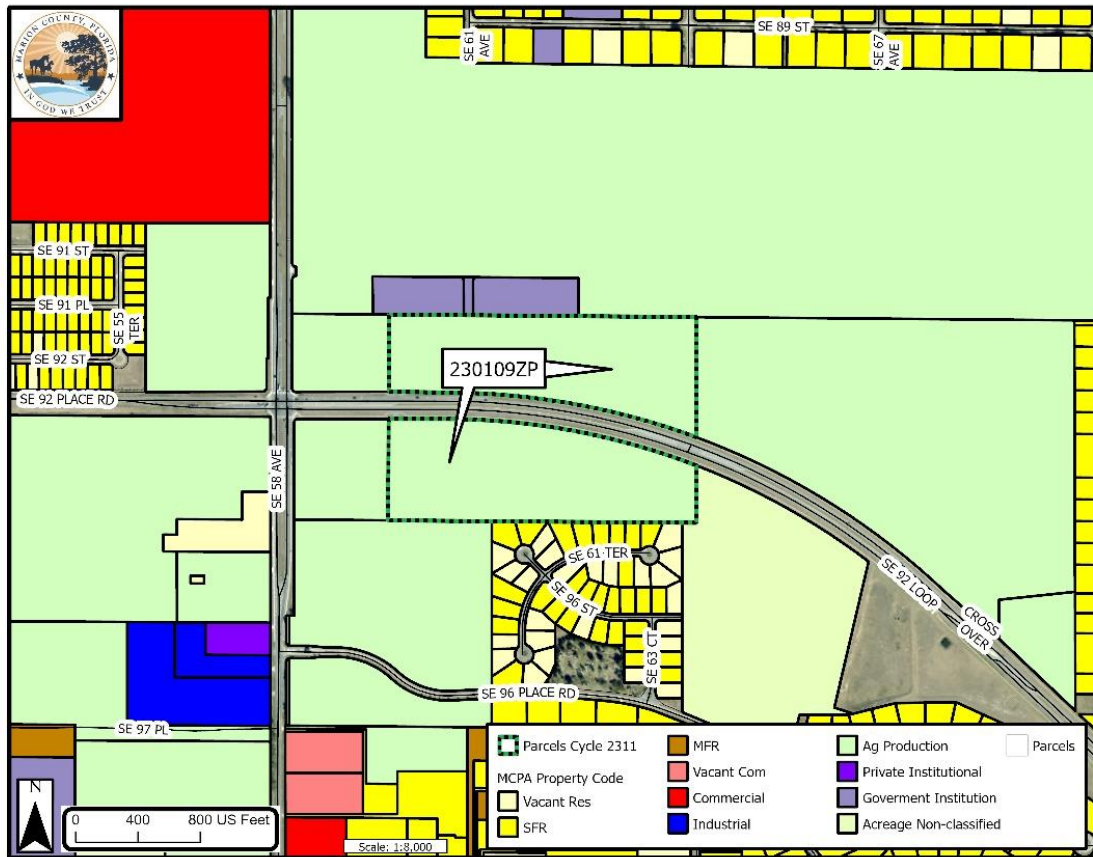 MARION COUNTY, FLORIDA
IN GOD WE TRUST
SE 61 AVE
SE 89 ST
SE 67 AVE
SE 91 ST
SE 91 PL
SE 55 TER
SE 92 ST
SE 92 PLACE RD
230109ZP
SE 58 AVE
SE 61 TER
SE 96 ST
SE 63 CT
SE 92 LOOP
CROSS OVER
SE 96 PLACE RD
SE 97 PL
N
0 400 800 US Feet
Scale: 1:8,000
Parcels Cycle 2311
MCPA Property Code
Vacant Res
SFR
MFR
Vacant Com
Commercial
Industrial
Ag Production
Private Institutional
Goverment Institution
Acreage Non-classified
Parcels